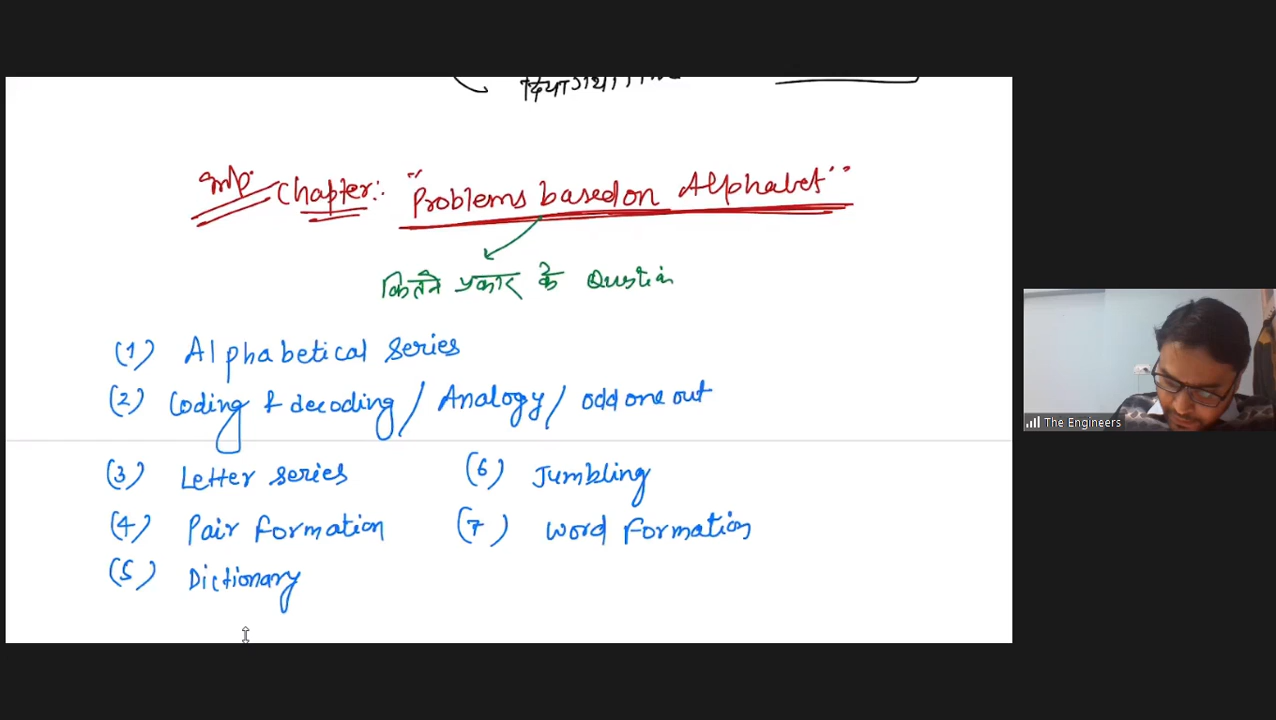 दिया गया
Imp. Chapter: "Problems based on Alphabet"
कितने प्रकार के Question
(1) Alphabetical series
(2) Coding & decoding / Analogy / odd one out
(3) Letter series
(4) Pair formation
(5) Dictionary
(6) Jumbling
(7) Word formation
The Engineers